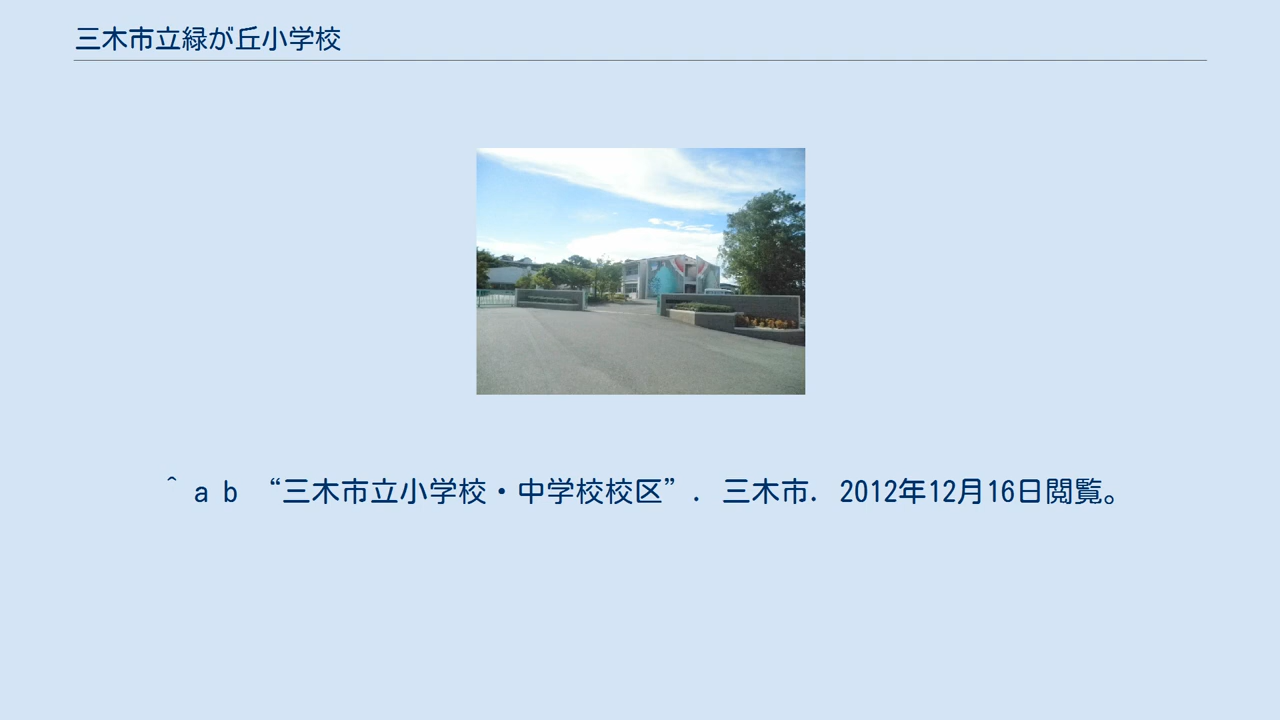 三木市立緑が丘小学校
^ a b “三木市立小学校・中学校校区”. 三木市. 2012年12月16日閲覧。